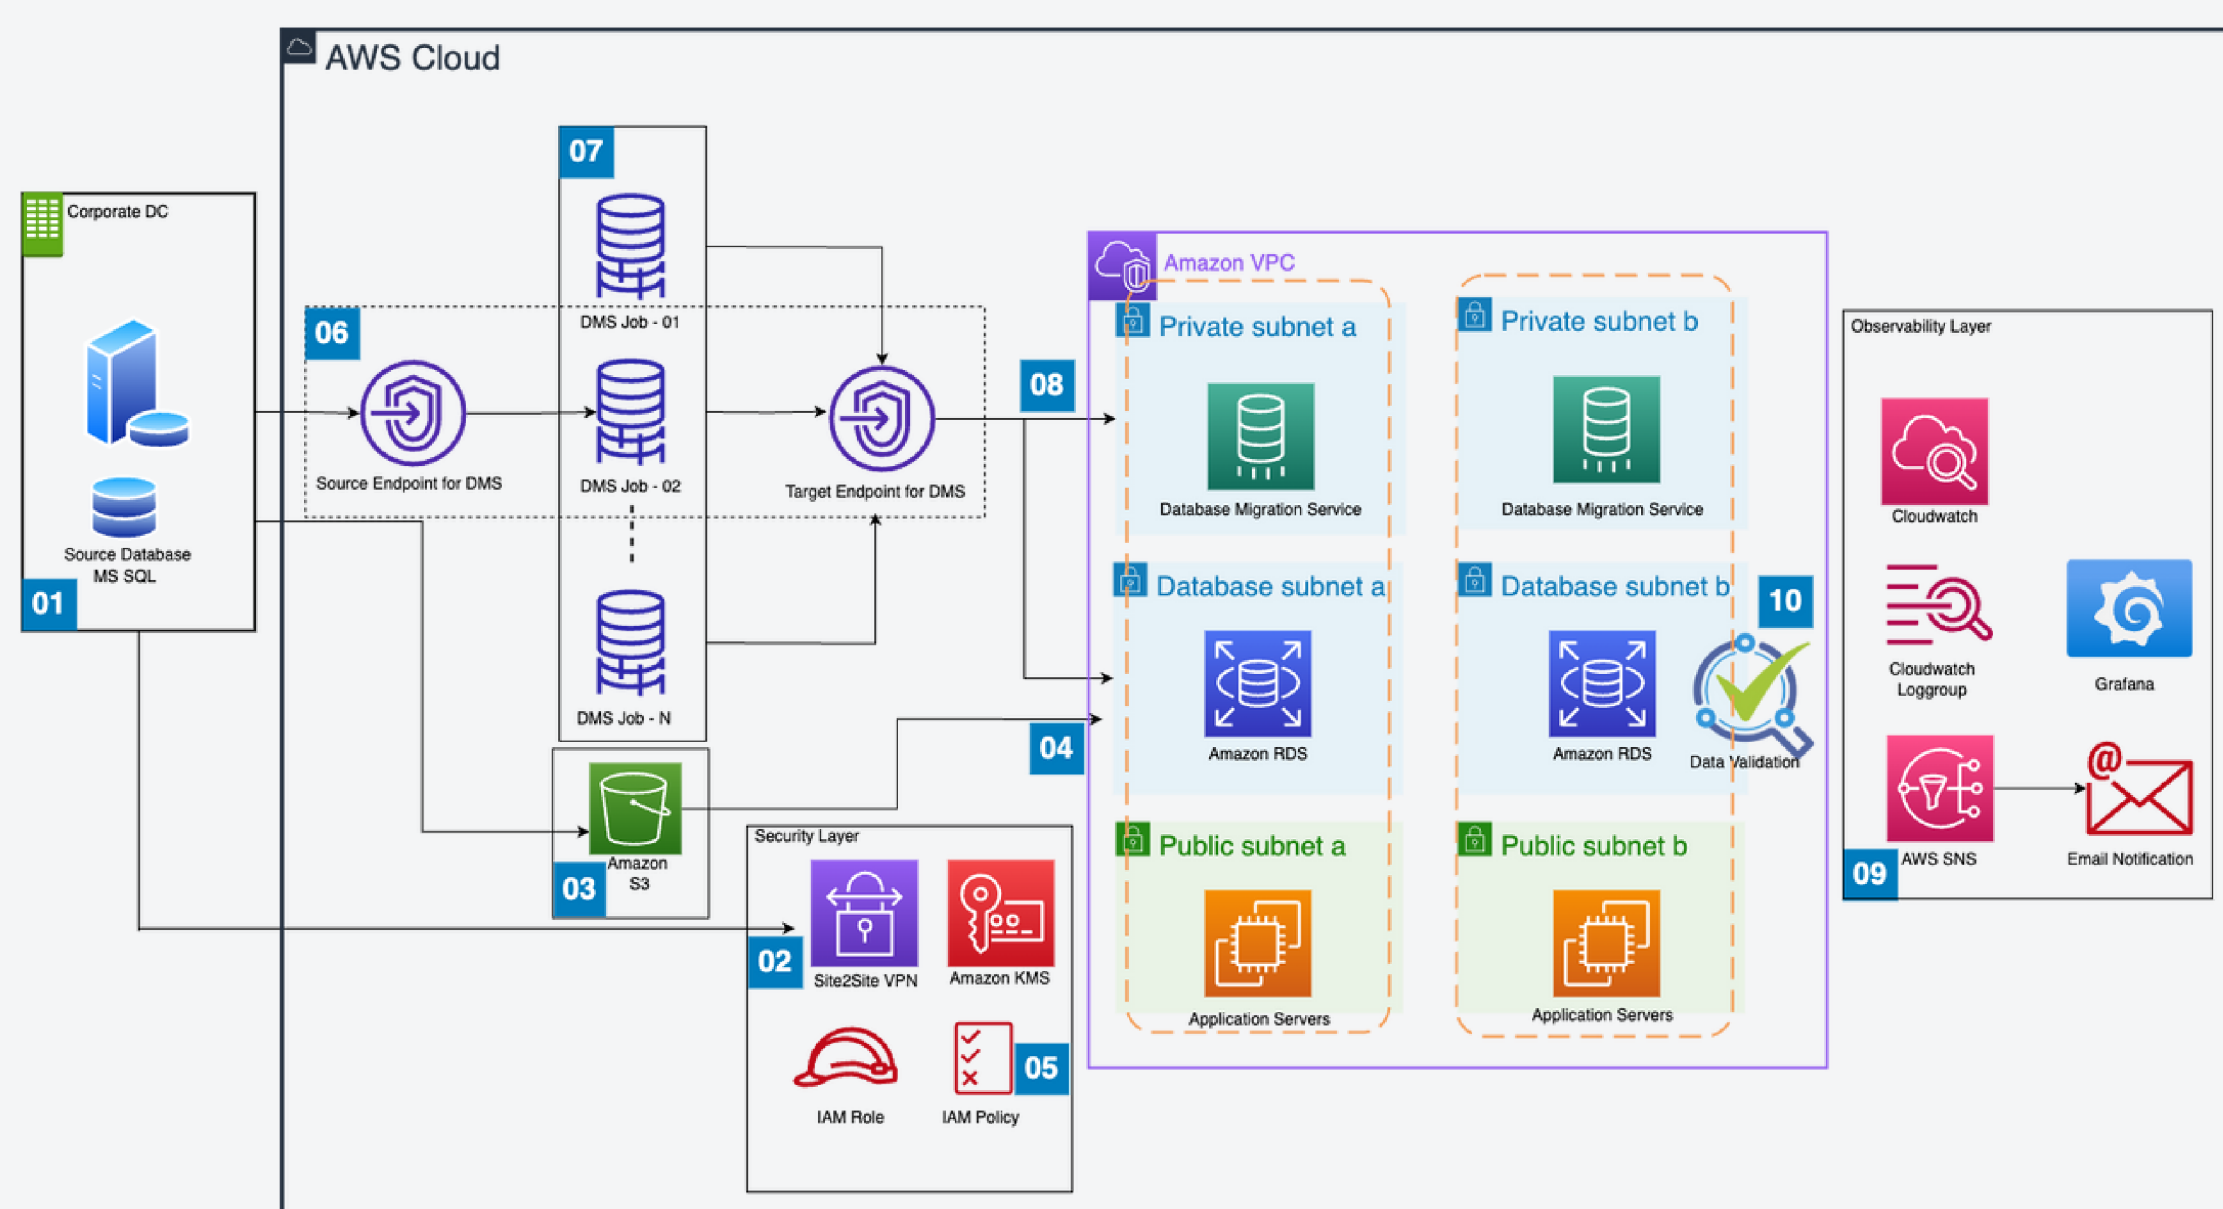 AWS Cloud
07
Corporate DC
Amazon VPC
DMS Job - 01
06
Private subnet a
Private subnet b
Observability Layer
08
Source Endpoint for DMS
DMS Job - 02
Target Endpoint for DMS
Database Migration Service
Database Migration Service
Cloudwatch
Source Database
MS SQL
01
Database subnet a
Database subnet b
10
Cloudwatch
Loggroup
Grafana
DMS Job - N
04
Amazon RDS
Amazon RDS
Data Validation
Amazon
S3
03
Security Layer
Public subnet a
Public subnet b
@
AWS SNS
Email Notification
09
02
Site2Site VPN
Amazon KMS
Application Servers
Application Servers
05
IAM Role
IAM Policy